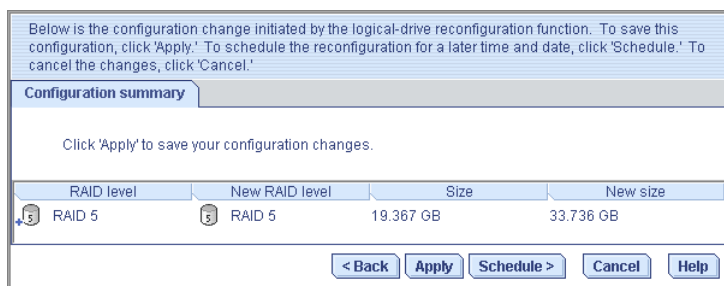 Below is the configuration change initiated by the logical-drive reconfiguration function. To save this
configuration, click 'Apply.' To schedule the reconfiguration for a later time and date, click 'Schedule.' To
cancel the changes, click 'Cancel.'
Configuration summary
Click 'Apply' to save your configuration changes.
RAID level New RAID level Size New size
5 RAID 5 5 RAID 5 19.367 GB 33.736 GB
< Back Apply Schedule > Cancel Help